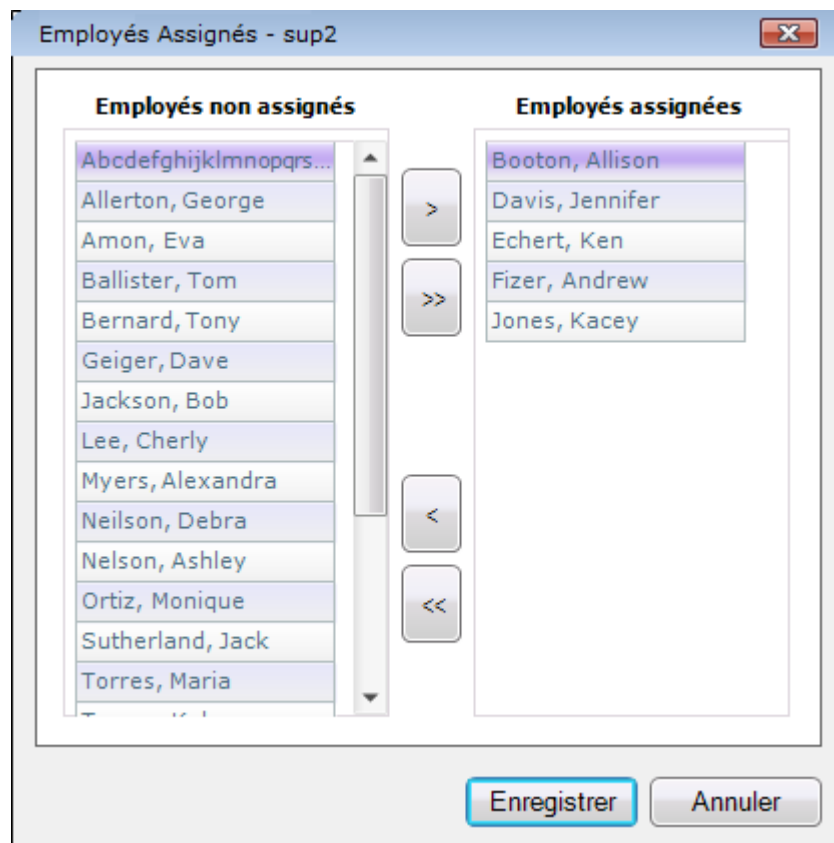 Employés Assignés - sup2
Employés non assignés
Employés assignées
Abcdefghijklmnopqrs...
Allerton, George
Amon, Eva
Ballister, Tom
Bernard, Tony
Geiger, Dave
Jackson, Bob
Lee, Cherly
Myers, Alexandra
Neilson, Debra
Nelson, Ashley
Ortiz, Monique
Sutherland, Jack
Torres, Maria
>
>>
<
<<
Booton, Allison
Davis, Jennifer
Echert, Ken
Fizer, Andrew
Jones, Kacey
Enregistrer
Annuler